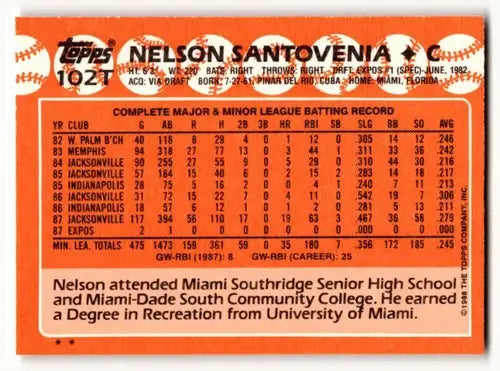 Topps
102T
NELSON SANTOVENIA ♦ C
HT: 6'3" WT: 220 BATS: RIGHT THROWS: RIGHT DRFT: EXPOS #1 (SPEC)-JUNE, 1982
ACQ: VIA DRAFT BORN: 7-27-61, PINAR DEL RIO, CUBA HOME: MIAMI, FLORIDA
COMPLETE MAJOR & MINOR LEAGUE BATTING RECORD
YR CLUB G AB R H 2B 3B HR RBI SB SLG BB SO AVG
82 W. PALM B'CH 40 118 8 29 4 0 1 12 0 .305 14 12 .246
83 MEMPHIS 94 318 27 77 13 0 3 44 1 .311 33 36 .242
84 JACKSONVILLE 90 255 27 55 9 0 5 29 0 .310 44 30 .216
85 JACKSONVILLE 57 184 15 40 6 0 2 15 2 .283 14 18 .217
85 INDIANAPOLIS 28 75 5 16 2 0 0 3 .240 7 14 .213
86 JACKSONVILLE 31 72 15 22 7 0 4 11 0 .542 19 7 .306
86 INDIANAPOLIS 18 57 6 12 1 0 1 3 0 .281 5 9 .211
87 JACKSONVILLE 117 394 56 110 17 0 19 63 3 .467 36 58 .279
87 EXPOS 2 1 0 0 0 0 0 0 0 .000 0 0 .000
MIN. LEA. TOTALS 475 1473 159 361 59 0 35 180 7 .356 172 185 .245
GW-RBI (1987): 8 GW-RBI (CAREER): 25
Nelson attended Miami Southridge Senior High School
and Miami-Dade South Community College. He earned
a Degree in Recreation from University of Miami.
©1988 THE TOPPS COMPANY, INC.
* *